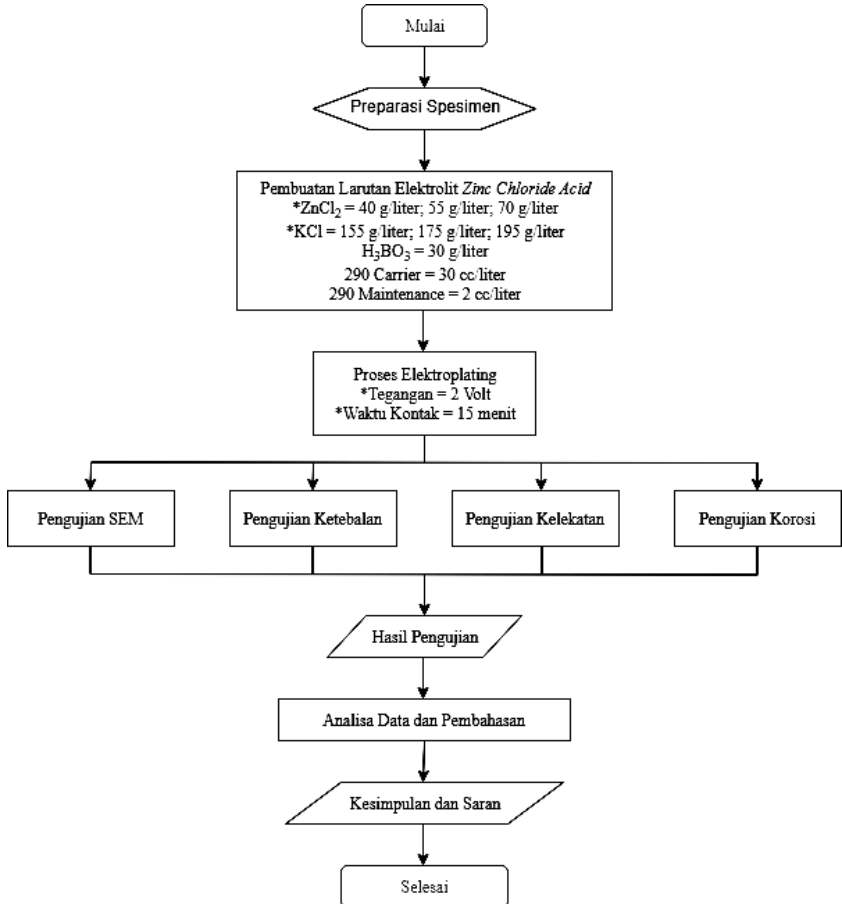 Mulai
Preparasi Spesimen
Pembuatan Larutan Elektrolit Zinc Chloride Acid
*ZnCl₂ = 40 g/liter; 55 g/liter; 70 g/liter
*KCl = 155 g/liter; 175 g/liter; 195 g/liter
H₃BO₃ = 30 g/liter
290 Carrier = 30 cc/liter
290 Maintenance = 2 cc/liter
Proses Elektroplating
*Tegangan = 2 Volt
*Waktu Kontak = 15 menit
Pengujian SEM
Pengujian Ketebalan
Pengujian Kelekatan
Pengujian Korosi
Hasil Pengujian
Analisa Data dan Pembahasan
Kesimpulan dan Saran
Selesai